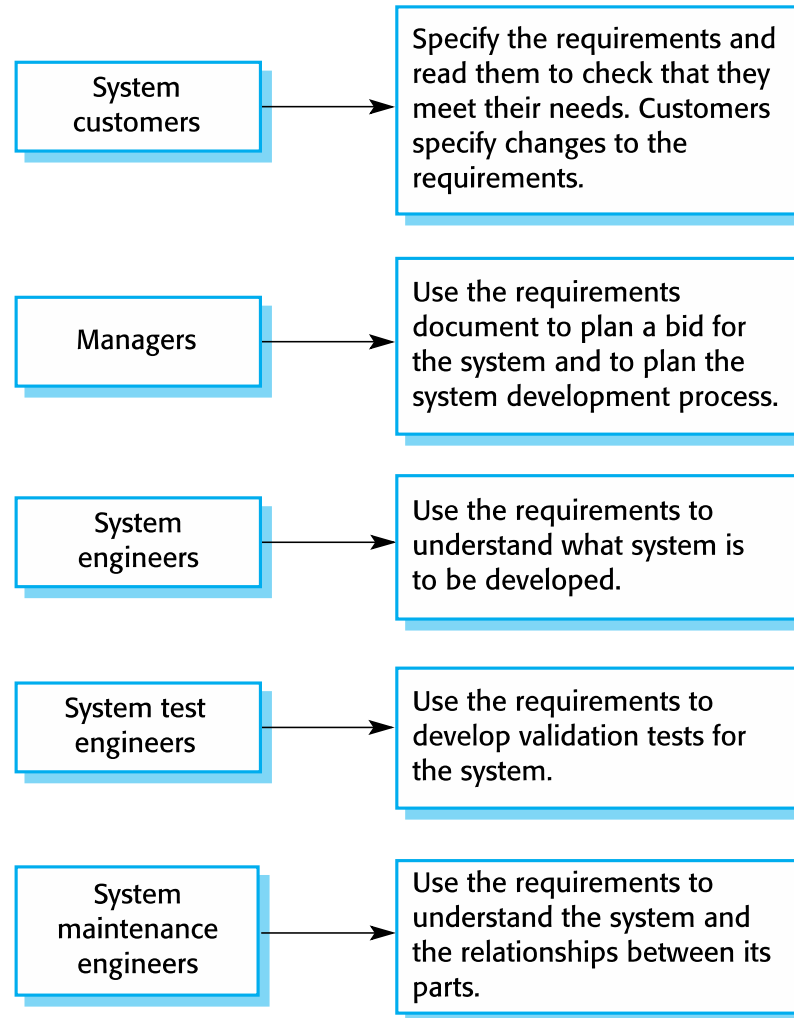 System
customers
Specify the requirements and
read them to check that they
meet their needs. Customers
specify changes to the
requirements.
Managers
Use the requirements
document to plan a bid for
the system and to plan the
system development process.
System
engineers
Use the requirements to
understand what system is
to be developed.
System test
engineers
Use the requirements to
develop validation tests for
the system.
System
maintenance
engineers
Use the requirements to
understand the system and
the relationships between its
parts.